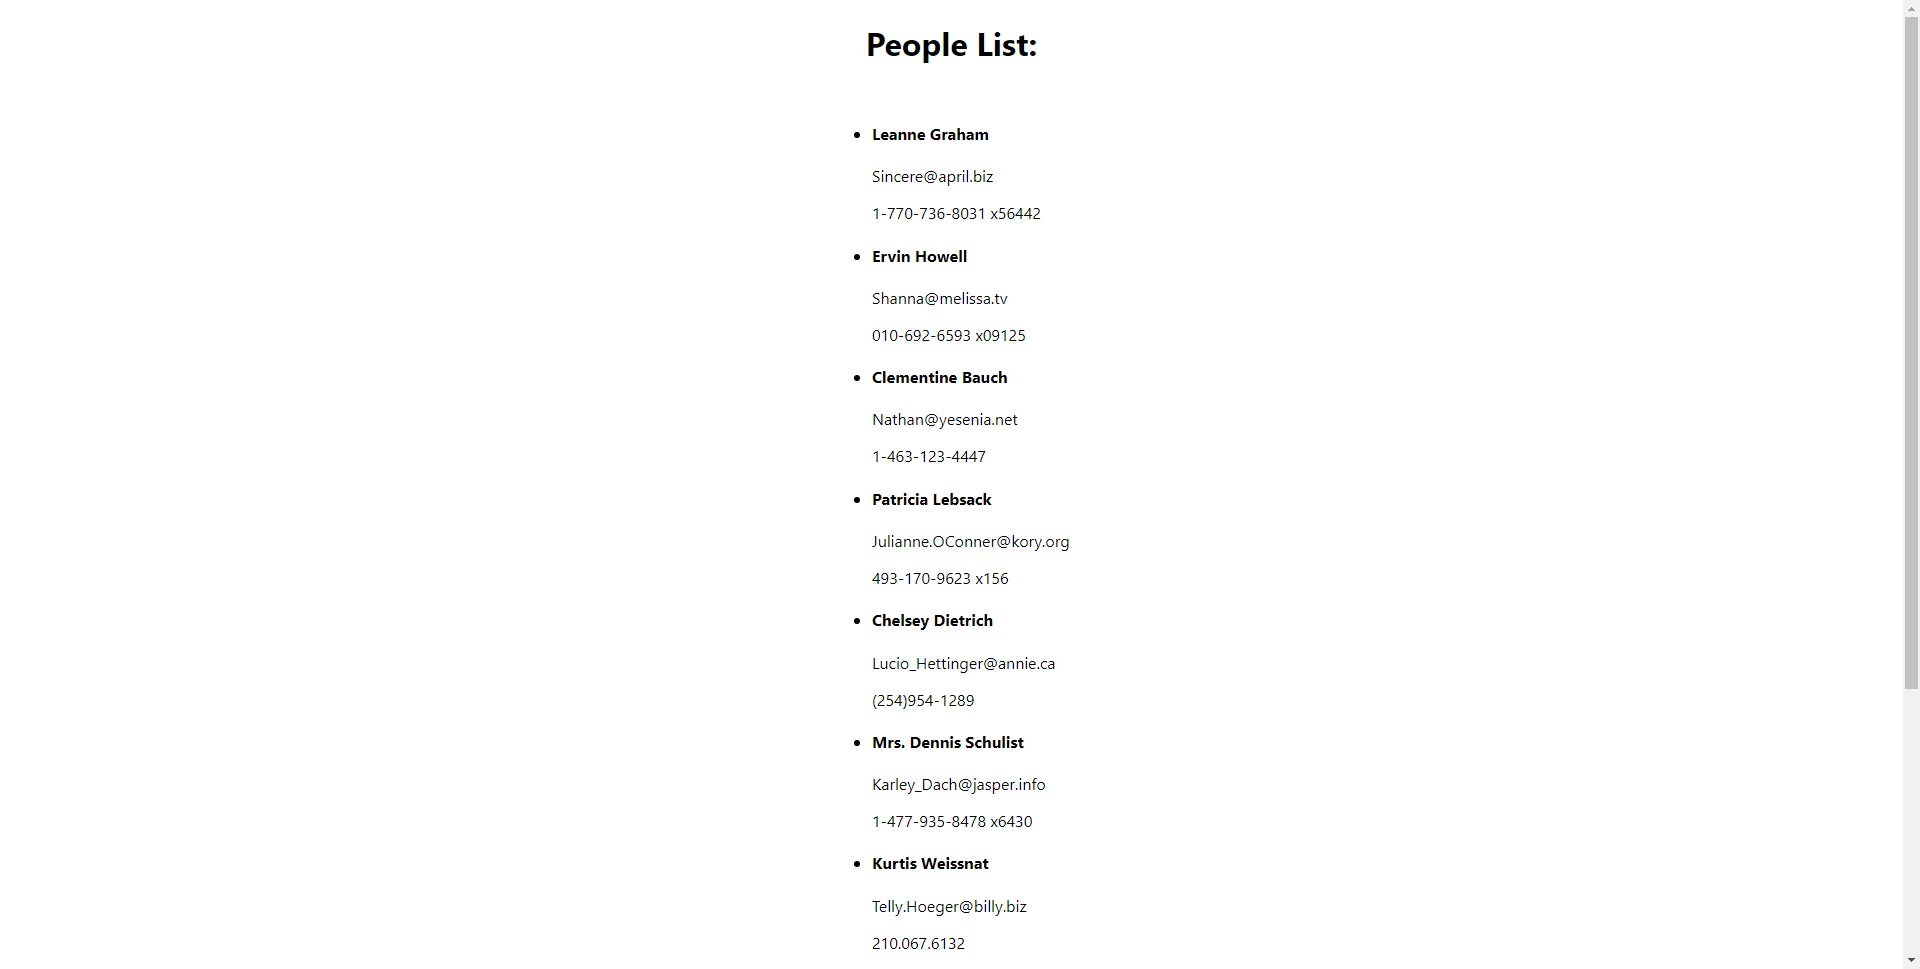 People List:
Leanne Graham
Sincere@april.biz
1-770-736-8031 x56442
Ervin Howell
Shanna@melissa.tv
010-692-6593 x09125
Clementine Bauch
Nathan@yesenia.net
1-463-123-4447
Patricia Lebsack
Julianne.OConner@kory.org
493-170-9623 x156
Chelsey Dietrich
Lucio_Hettinger@annie.ca
(254)954-1289
Mrs. Dennis Schulist
Karley_Dach@jasper.info
1-477-935-8478 x6430
Kurtis Weissnat
Telly.Hoeger@billy.biz
210.067.6132